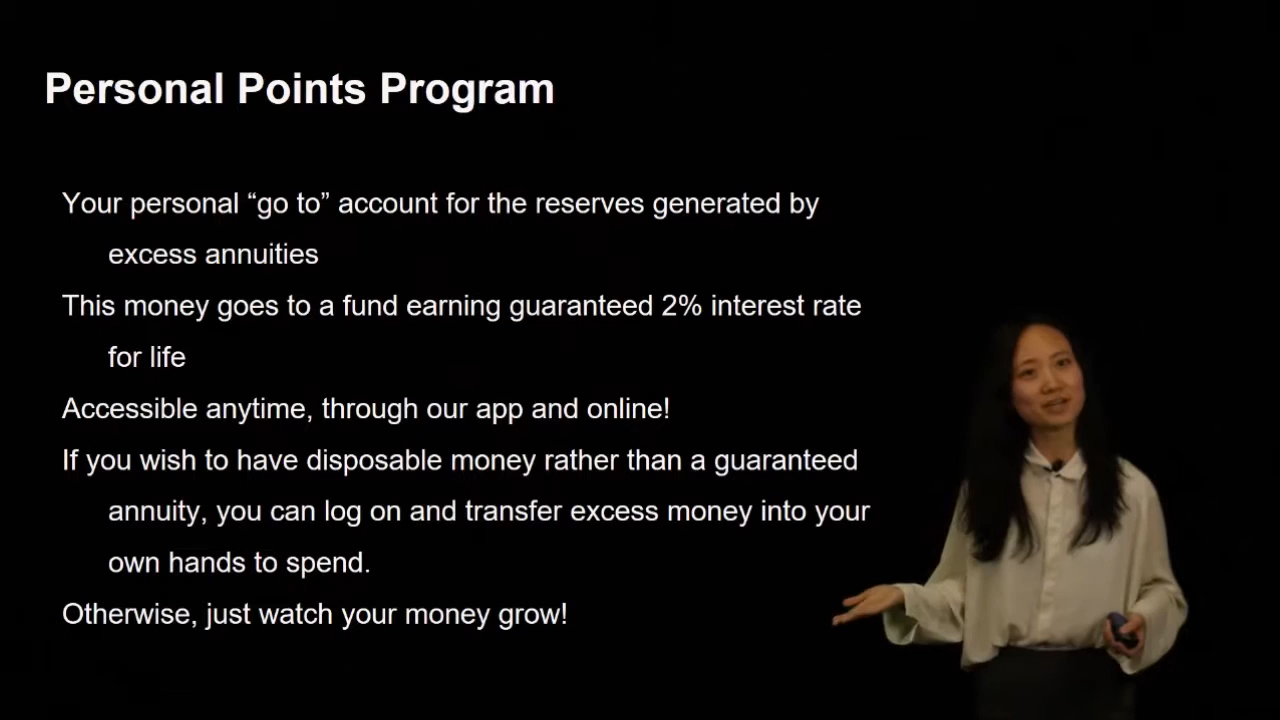 Personal Points Program
Your personal “go to” account for the reserves generated by
excess annuities
This money goes to a fund earning guaranteed 2% interest rate
for life
Accessible anytime, through our app and online!
If you wish to have disposable money rather than a guaranteed
annuity, you can log on and transfer excess money into your
own hands to spend.
Otherwise, just watch your money grow!